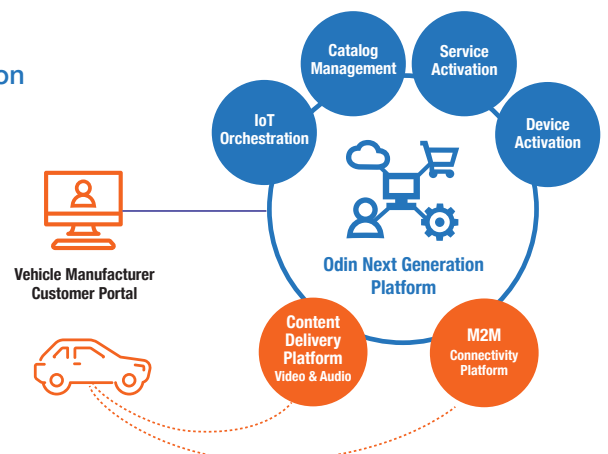 on
Catalog
Management
Service
Activation
IoT
Orchestration
Device
Activation
Odin Next Generation
Platform
Vehicle Manufacturer
Customer Portal
Content
Delivery
Platform
Video & Audio
M2M
Connectivity
Platform